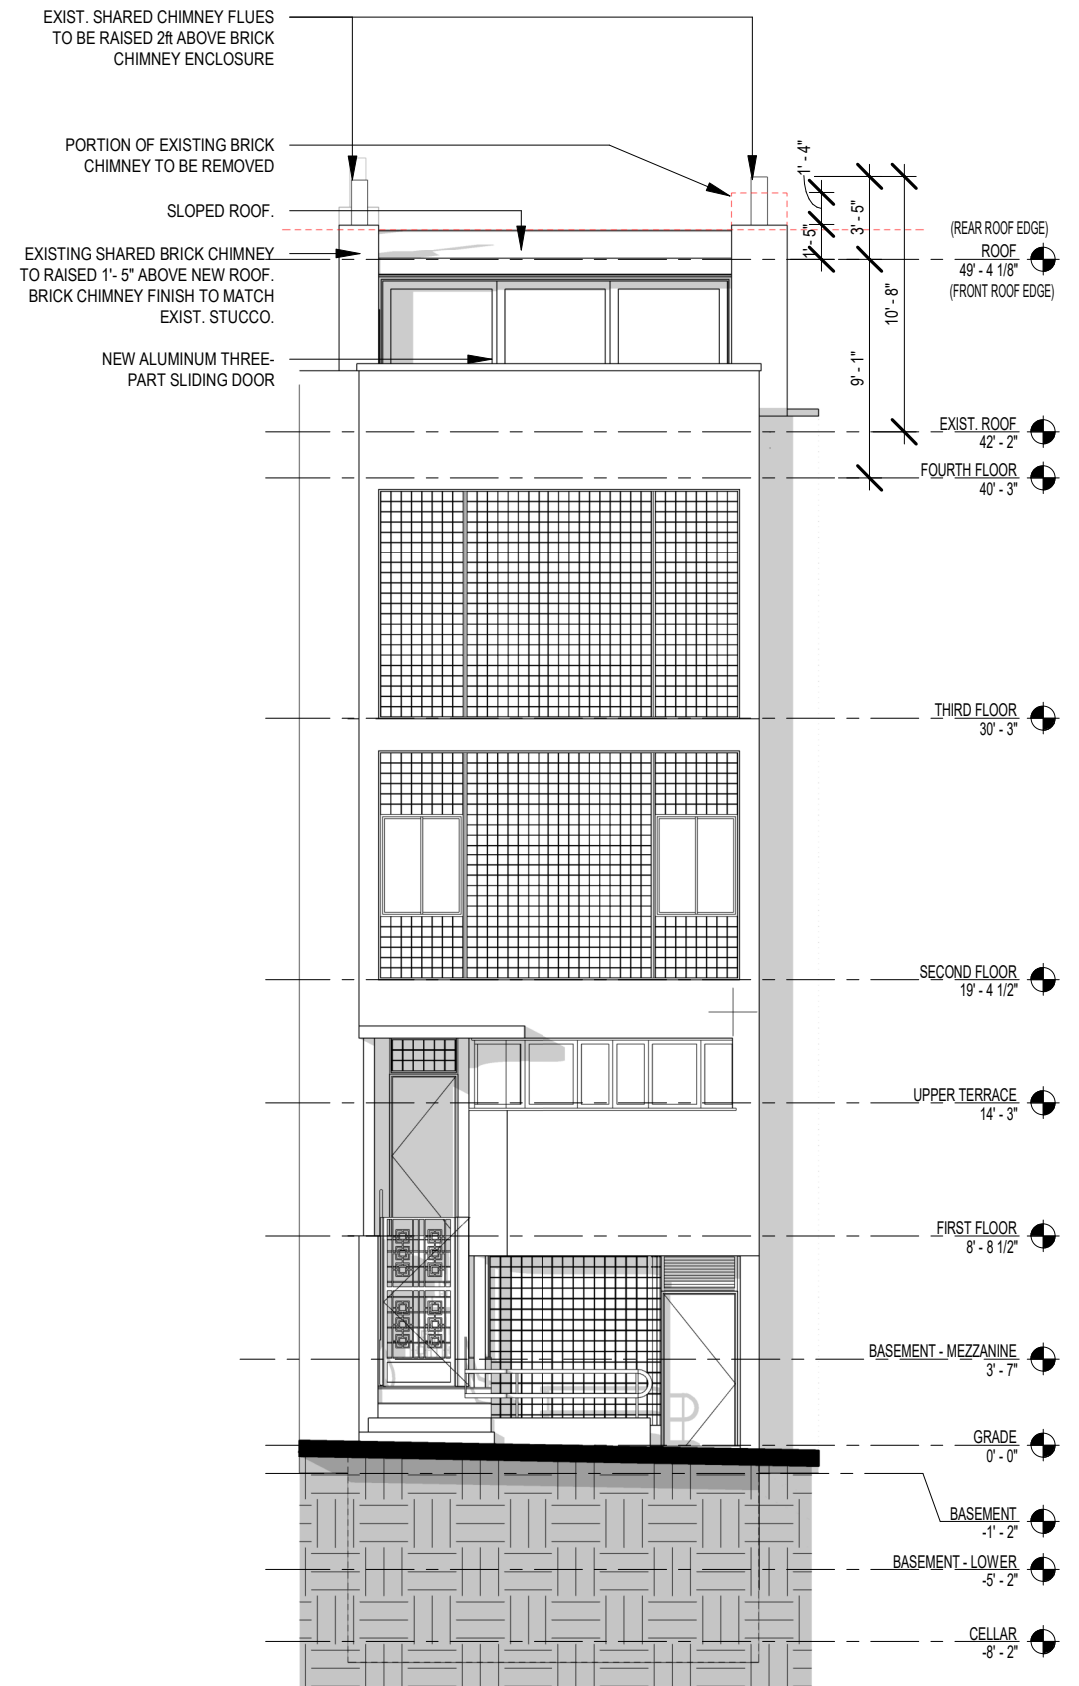 EXIST. SHARED CHIMNEY FLUES
TO BE RAISED 2ft ABOVE BRICK
CHIMNEY ENCLOSURE
PORTION OF EXISTING BRICK
CHIMNEY TO BE REMOVED
SLOPED ROOF.
EXISTING SHARED BRICK CHIMNEY
TO RAISED 1'- 5" ABOVE NEW ROOF.
BRICK CHIMNEY FINISH TO MATCH
EXIST. STUCCO.
NEW ALUMINUM THREE-
PART SLIDING DOOR
1' - 4"
1' - 5"
3' - 5"
10' - 8"
9' - 1"
(REAR ROOF EDGE)
ROOF
49' - 4 1/8"
(FRONT ROOF EDGE)
EXIST. ROOF
42' - 2"
FOURTH FLOOR
40' - 3"
THIRD FLOOR
30' - 3"
SECOND FLOOR
19' - 4 1/2"
UPPER TERRACE
14' - 3"
FIRST FLOOR
8' - 8 1/2"
BASEMENT - MEZZANINE
3' - 7"
GRADE
0' - 0"
BASEMENT
-1' - 2"
BASEMENT - LOWER
-5' - 2"
CELLAR
-8' - 2"